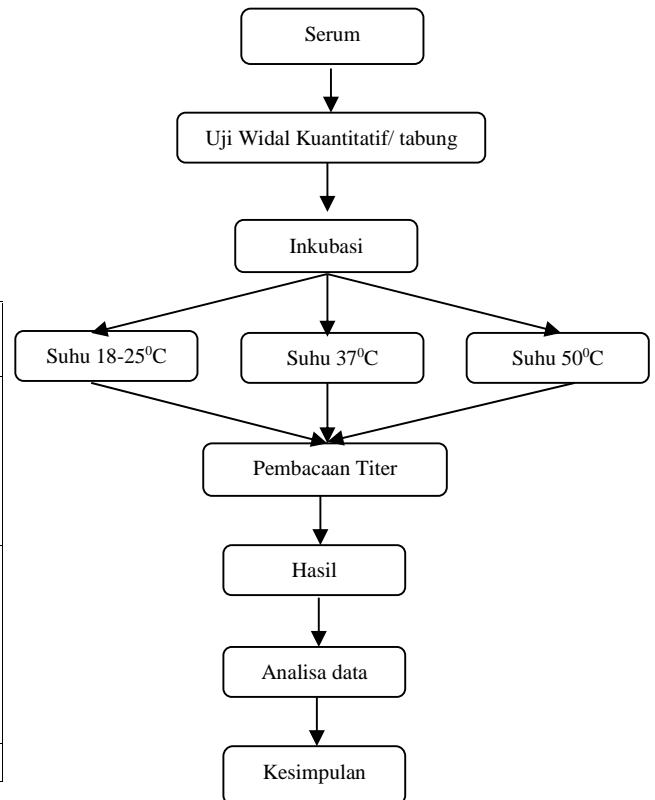 Serum
Uji Widal Kuantitatif/ tabung
Inkubasi
Suhu 18-25⁰C
Suhu 37⁰C
Suhu 50⁰C
Pembacaan Titer
Hasil
Analisa data
Kesimpulan